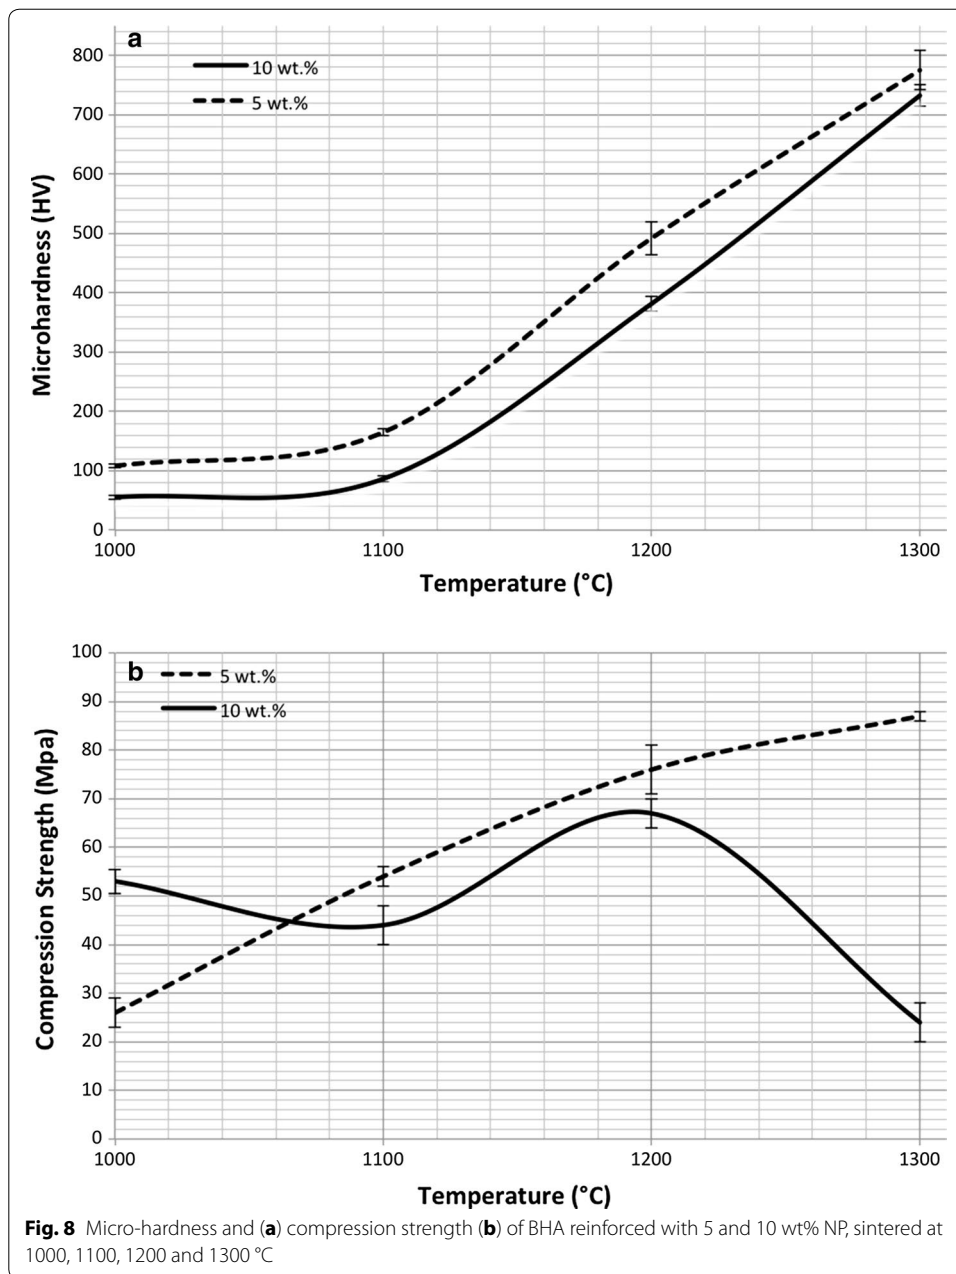 a
10 wt.%
5 wt.%
Microhardness (HV)
800
700
600
500
400
300
200
100
0
1000 1100 1200 1300
Temperature (°C)
b
5 wt.%
10 wt.%
Compression Strength (Mpa)
100
90
80
70
60
50
40
30
20
10
0
1000 1100 1200 1300
Temperature (°C)
Fig. 8 Micro-hardness and (a) compression strength (b) of BHA reinforced with 5 and 10 wt% NP, sintered at
1000, 1100, 1200 and 1300 °C